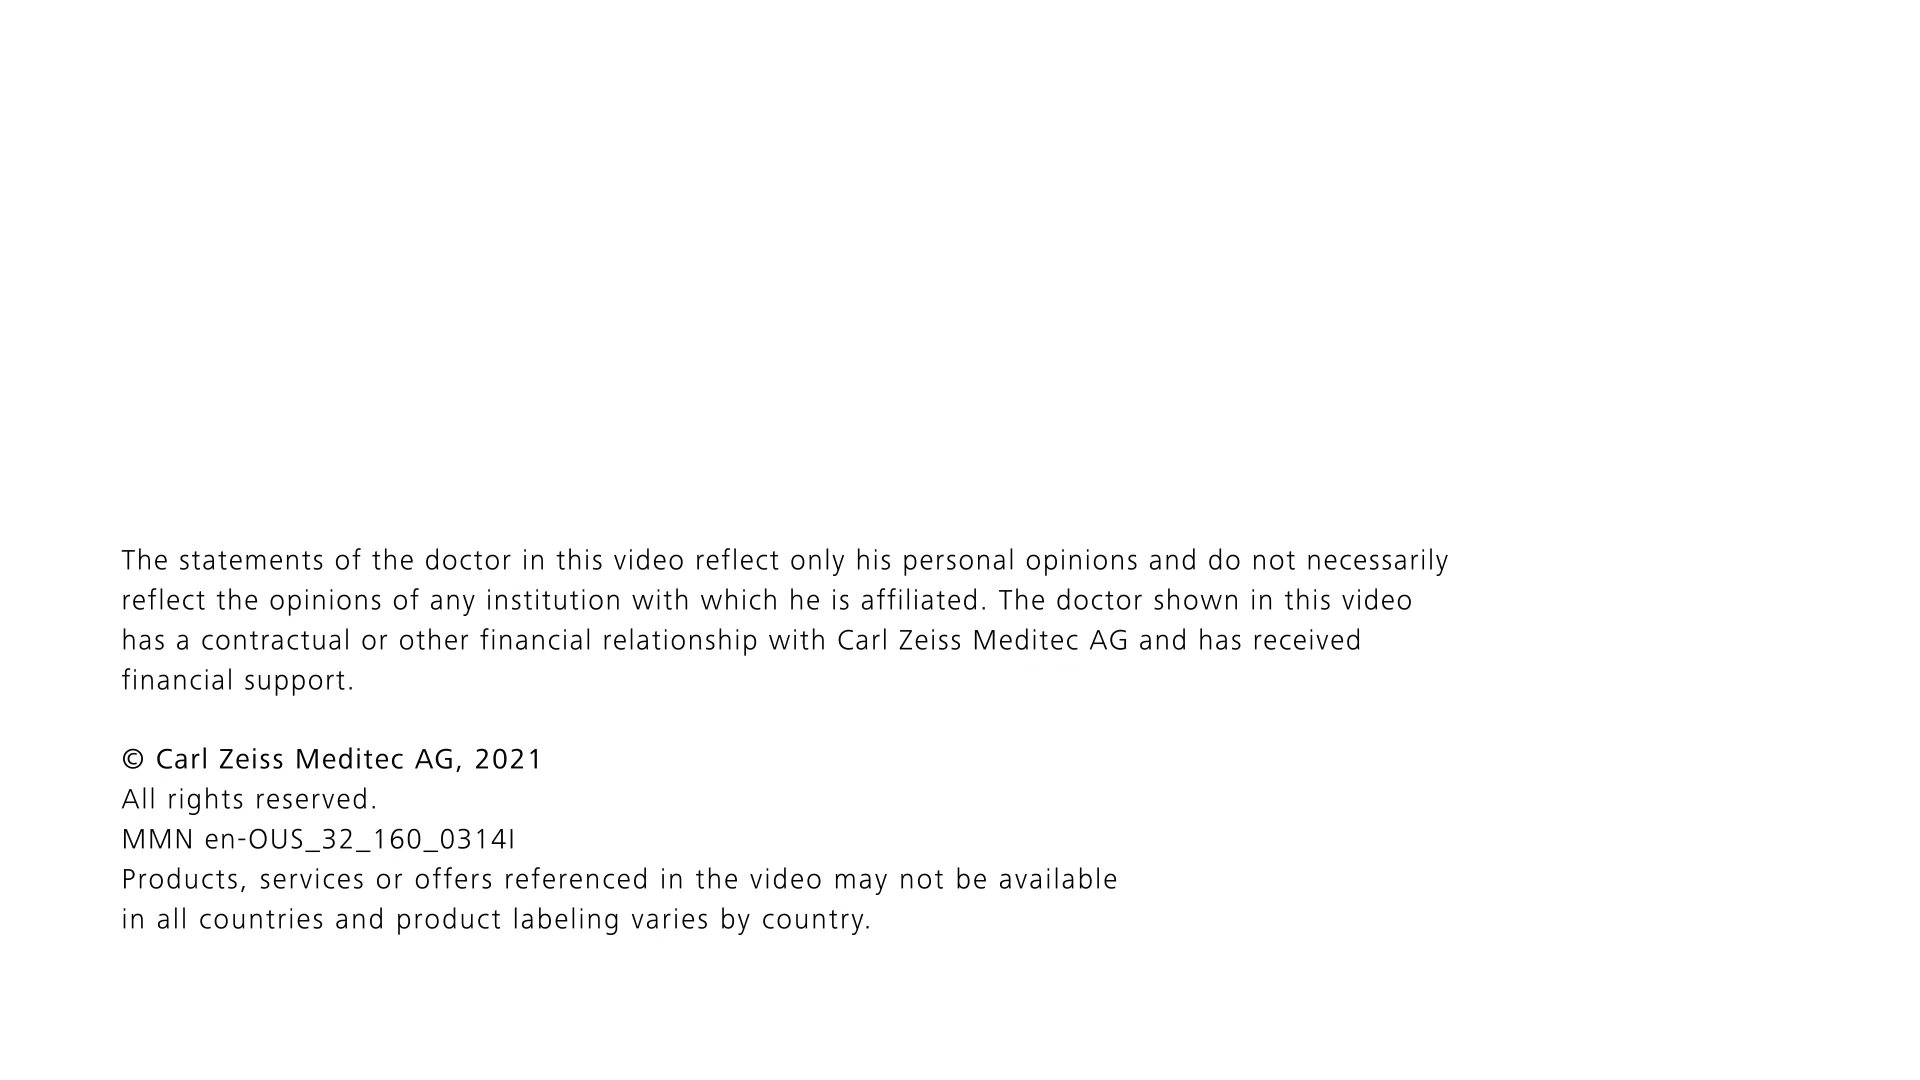 The statements of the doctor in this video reflect only his personal opinions and do not necessarily
reflect the opinions of any institution with which he is affiliated. The doctor shown in this video
has a contractual or other financial relationship with Carl Zeiss Meditec AG and has received
financial support.
© Carl Zeiss Meditec AG, 2021
All rights reserved.
MMN en-OUS_32_160_0314I
Products, services or offers referenced in the video may not be available
in all countries and product labeling varies by country.